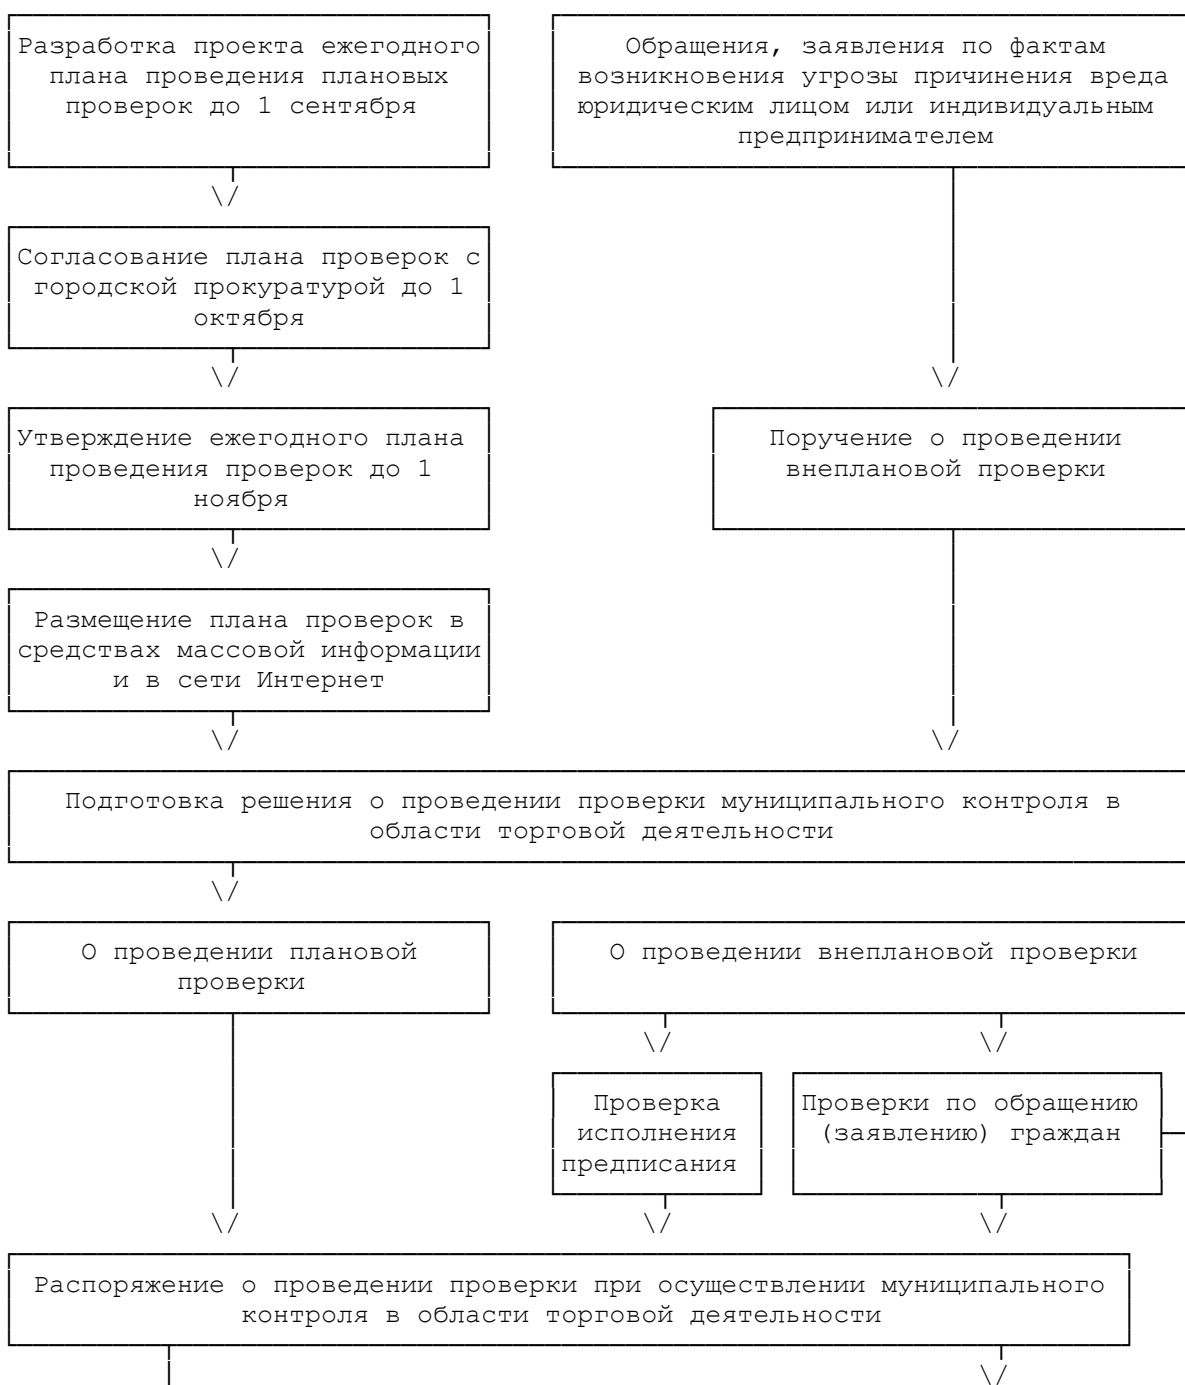 Разработка проекта ежегодного
плана проведения плановых
проверок до 1 сентября
Обращения, заявления по фактам
возникновения угрозы причинения вреда
юридическим лицом или индивидуальным
предпринимателем
\/
Согласование плана проверок с
городской прокуратурой до 1
октября
\/
\/
Утверждение ежегодного плана
проведения проверок до 1
ноября
Поручение о проведении
внеплановой проверки
\/
Размещение плана проверок в
средствах массовой информации
и в сети Интернет
\/
\/
Подготовка решения о проведении проверки муниципального контроля в
области торговой деятельности
\/
О проведении плановой
проверки
О проведении внеплановой проверки
\/
\/
Проверка
исполнения
предписания
Проверки по обращению
(заявлению) граждан
\/
\/
\/
Распоряжение о проведении проверки при осуществлении муниципального
контроля в области торговой деятельности
\/